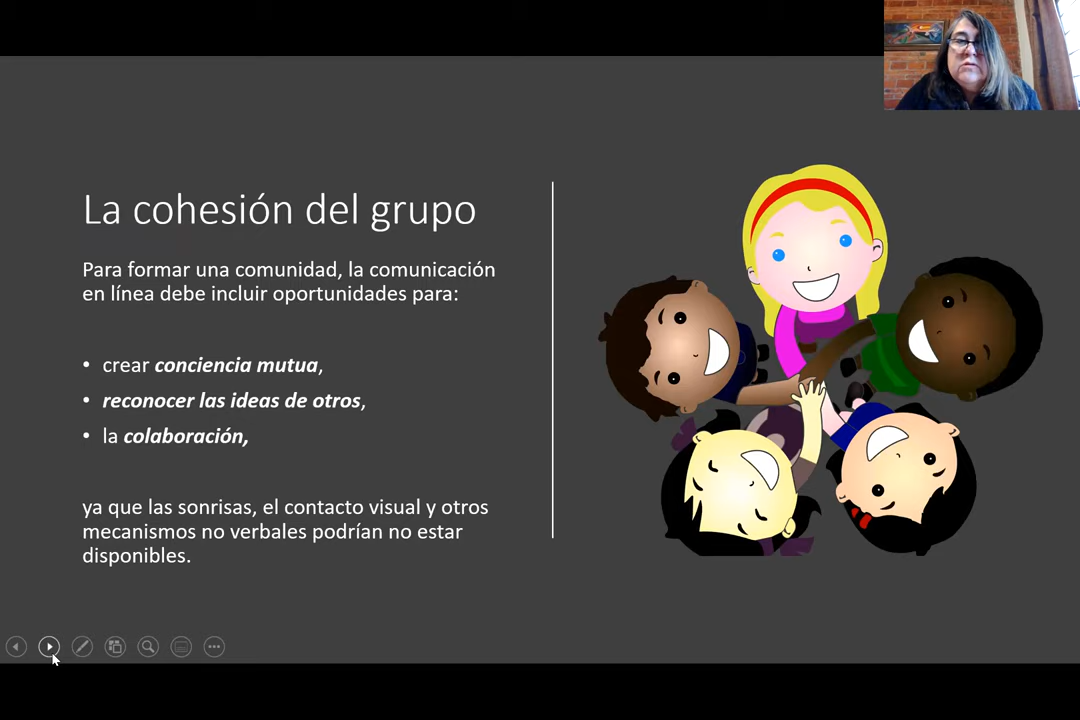 La cohesión del grupo
Para formar una comunidad, la comunicación
en línea debe incluir oportunidades para:
• crear conciencia mutua,
• reconocer las ideas de otros,
• la colaboración,
ya que las sonrisas, el contacto visual y otros
mecanismos no verbales podrían no estar
disponibles.